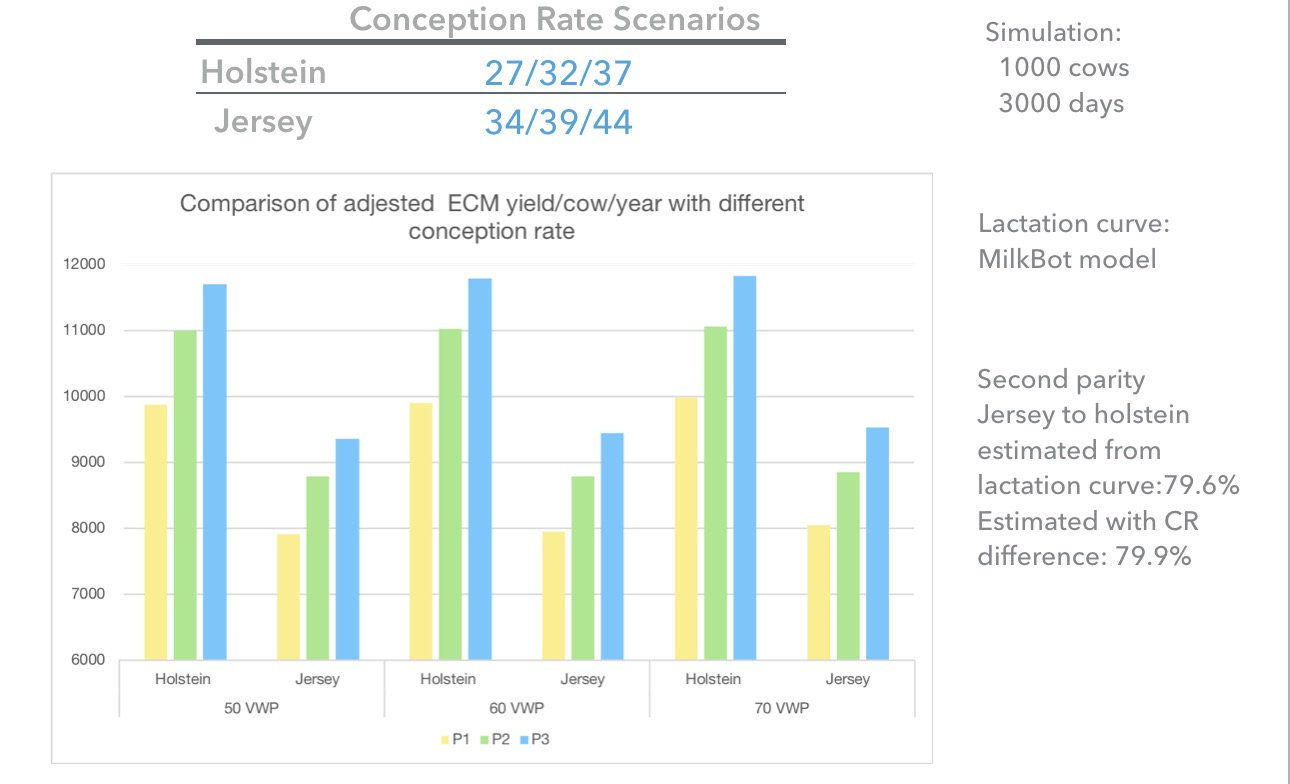 Conception Rate Scenarios
Holstein 27/32/37
Jersey 34/39/44
Simulation:
1000 cows
3000 days
Comparison of adjested ECM yield/cow/year with different
conception rate
12000
11000
10000
9000
8000
7000
6000
Holstein Jersey Holstein Jersey Holstein Jersey
50 VWP 60 VWP 70 VWP
P1 P2 P3
Lactation curve:
MilkBot model
Second parity
Jersey to holstein
estimated from
lactation curve:79.6%
Estimated with CR
difference: 79.9%